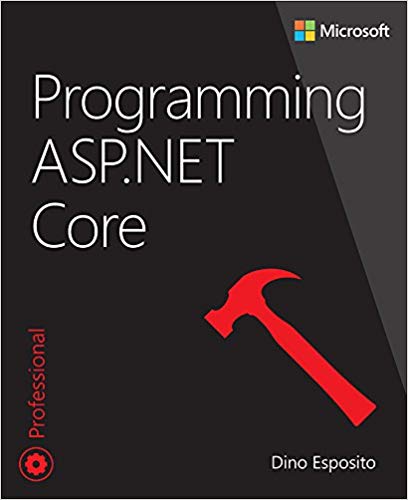 Microsoft
Programming
ASP.NET
Core
Professional
Dino Esposito